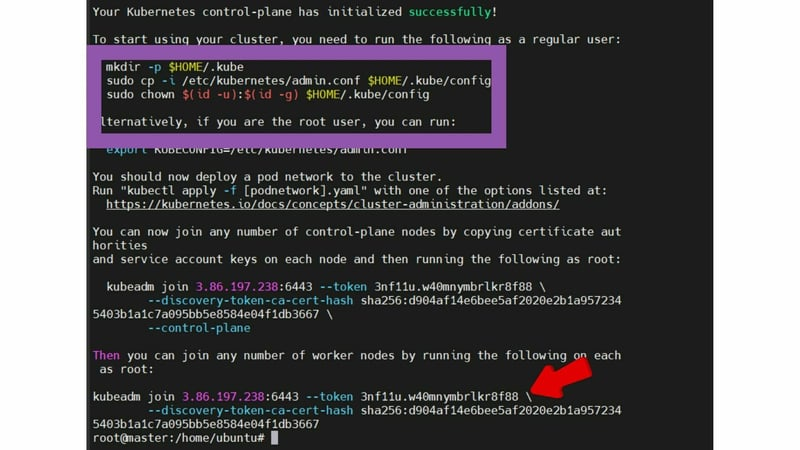 Your Kubernetes control-plane has initialized successfully!
To start using your cluster, you need to run the following as a regular user:
mkdir -p $HOME/.kube
sudo cp -i /etc/kubernetes/admin.conf $HOME/.kube/config
sudo chown $(id -u):$(id -g) $HOME/.kube/config
lternatively, if you are the root user, you can run:
export KUBECONFIG=/etc/kubernetes/admin.conf
You should now deploy a pod network to the cluster.
Run "kubectl apply -f [podnetwork].yaml" with one of the options listed at:
https://kubernetes.io/docs/concepts/cluster-administration/addons/
You can now join any number of control-plane nodes by copying certificate aut
horities
and service account keys on each node and then running the following as root:
kubeadm join 3.86.197.238:6443 --token 3nf11u.w40mnymbrlkr8f88 \
--discovery-token-ca-cert-hash sha256:d904af14e6bee5af2020e2b1a957234
5403b1a1c7a095bb5e8584e04f1db3667 \
--control-plane
Then you can join any number of worker nodes by running the following on each
as root:
kubeadm join 3.86.197.238:6443 --token 3nf11u.w40mnymbrlkr8f88 \
--discovery-token-ca-cert-hash sha256:d904af14e6bee5af2020e2b1a957234
5403b1a1c7a095bb5e8584e04f1db3667
root@master:/home/ubuntu#